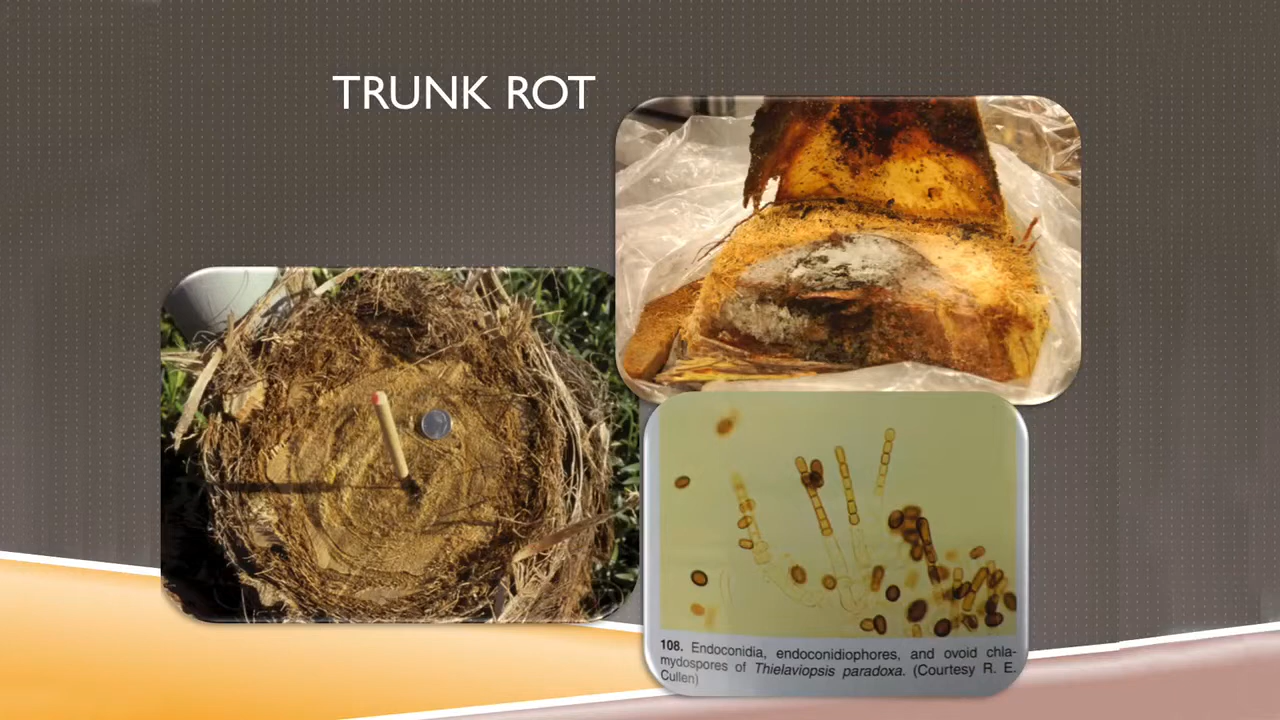 TRUNK ROT
108. Endoconidia, endoconidiophores, and ovoid chla-
mydospores of Thielaviopsis paradoxa. (Courtesy R. E.
Cullen)